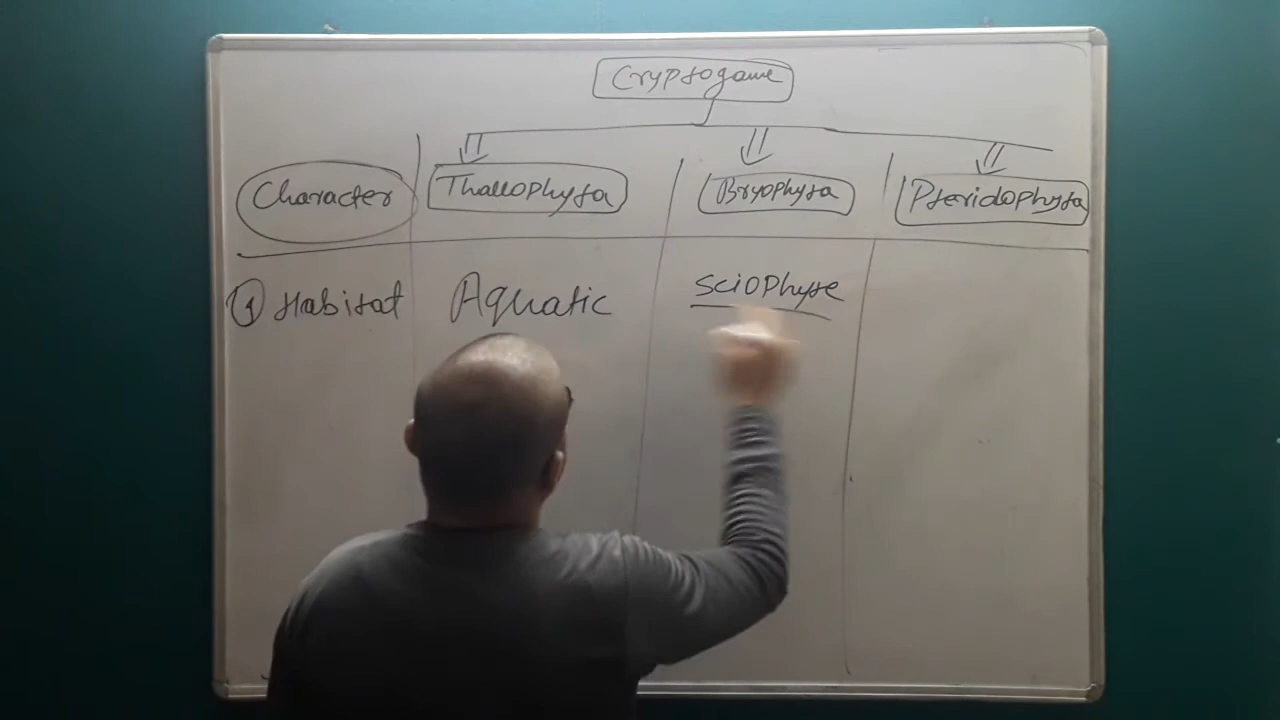 Cryptogame
Character Thallophyta Bryophyta Pteridophyta
① Habitat Aquatic Sciophyte